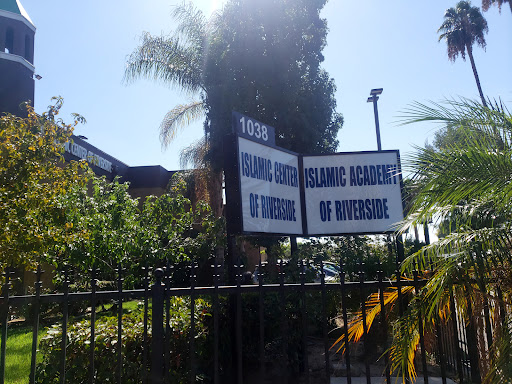 1038
ISLAMIC CENTER
OF RIVERSIDE
ISLAMIC ACADEMY
OF RIVERSIDE